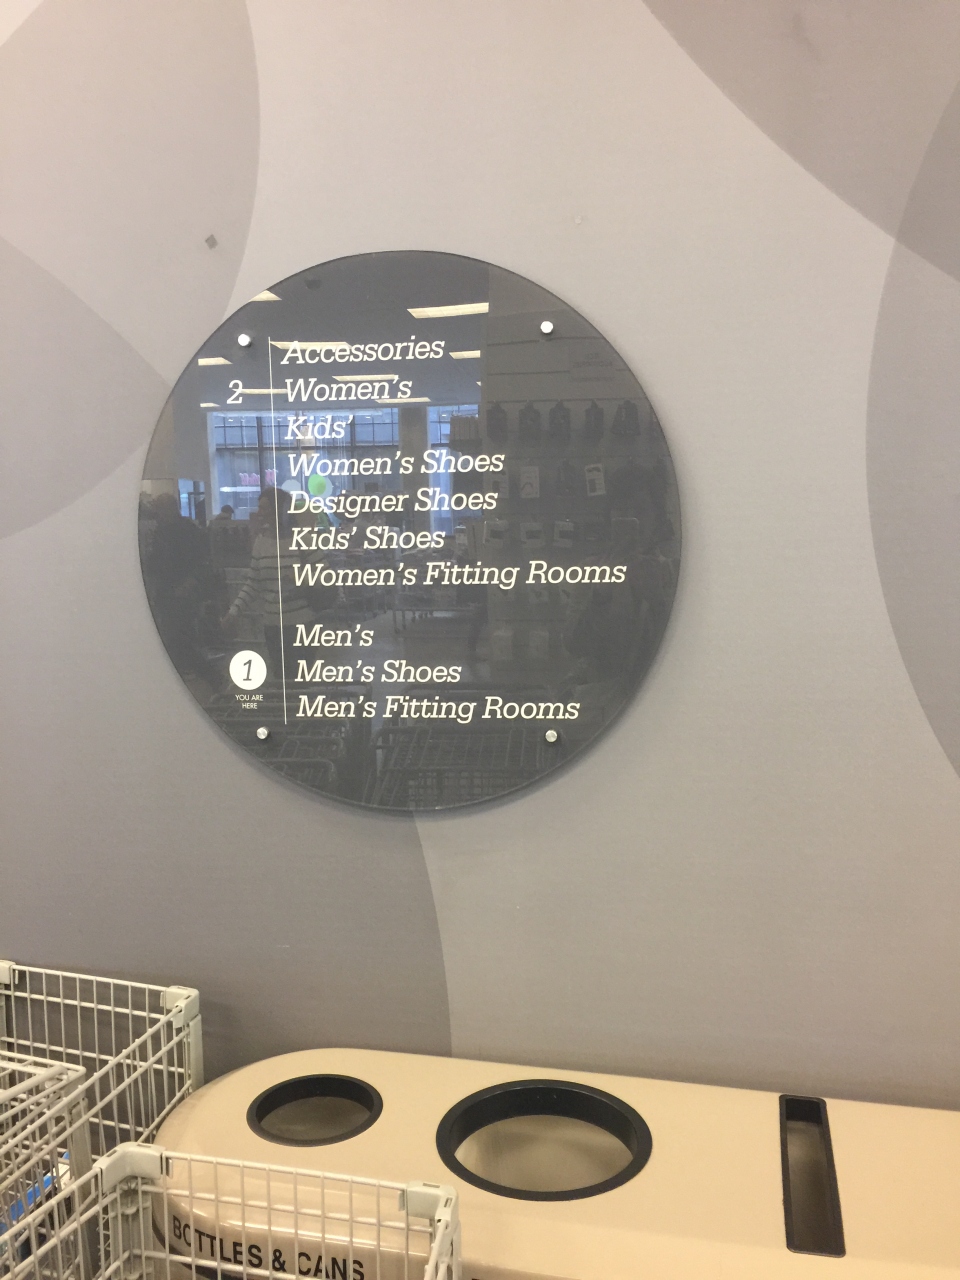 Accessories
2 Women's
Kids'
Women's Shoes
Designer Shoes
Kids' Shoes
Women's Fitting Rooms
Men's
1 Men's Shoes
YOU ARE
HERE
Men's Fitting Rooms
BOTTLES & CANS